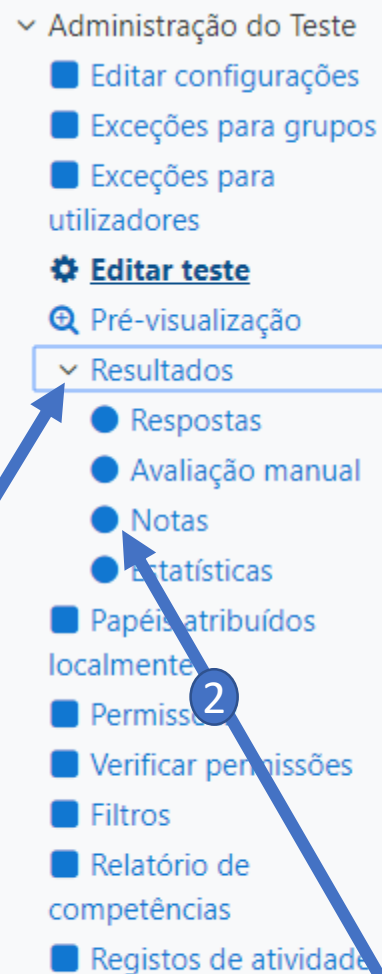 Administração do Teste
Editar configurações
Exceções para grupos
Exceções para
utilizadores
Editar teste
Pré-visualização
Resultados
Respostas
Avaliação manual
Notas
Estatísticas
Papéis atribuídos
localmente
2
Verificar permissões
Filtros
Relatório de
competências
Registos de atividade